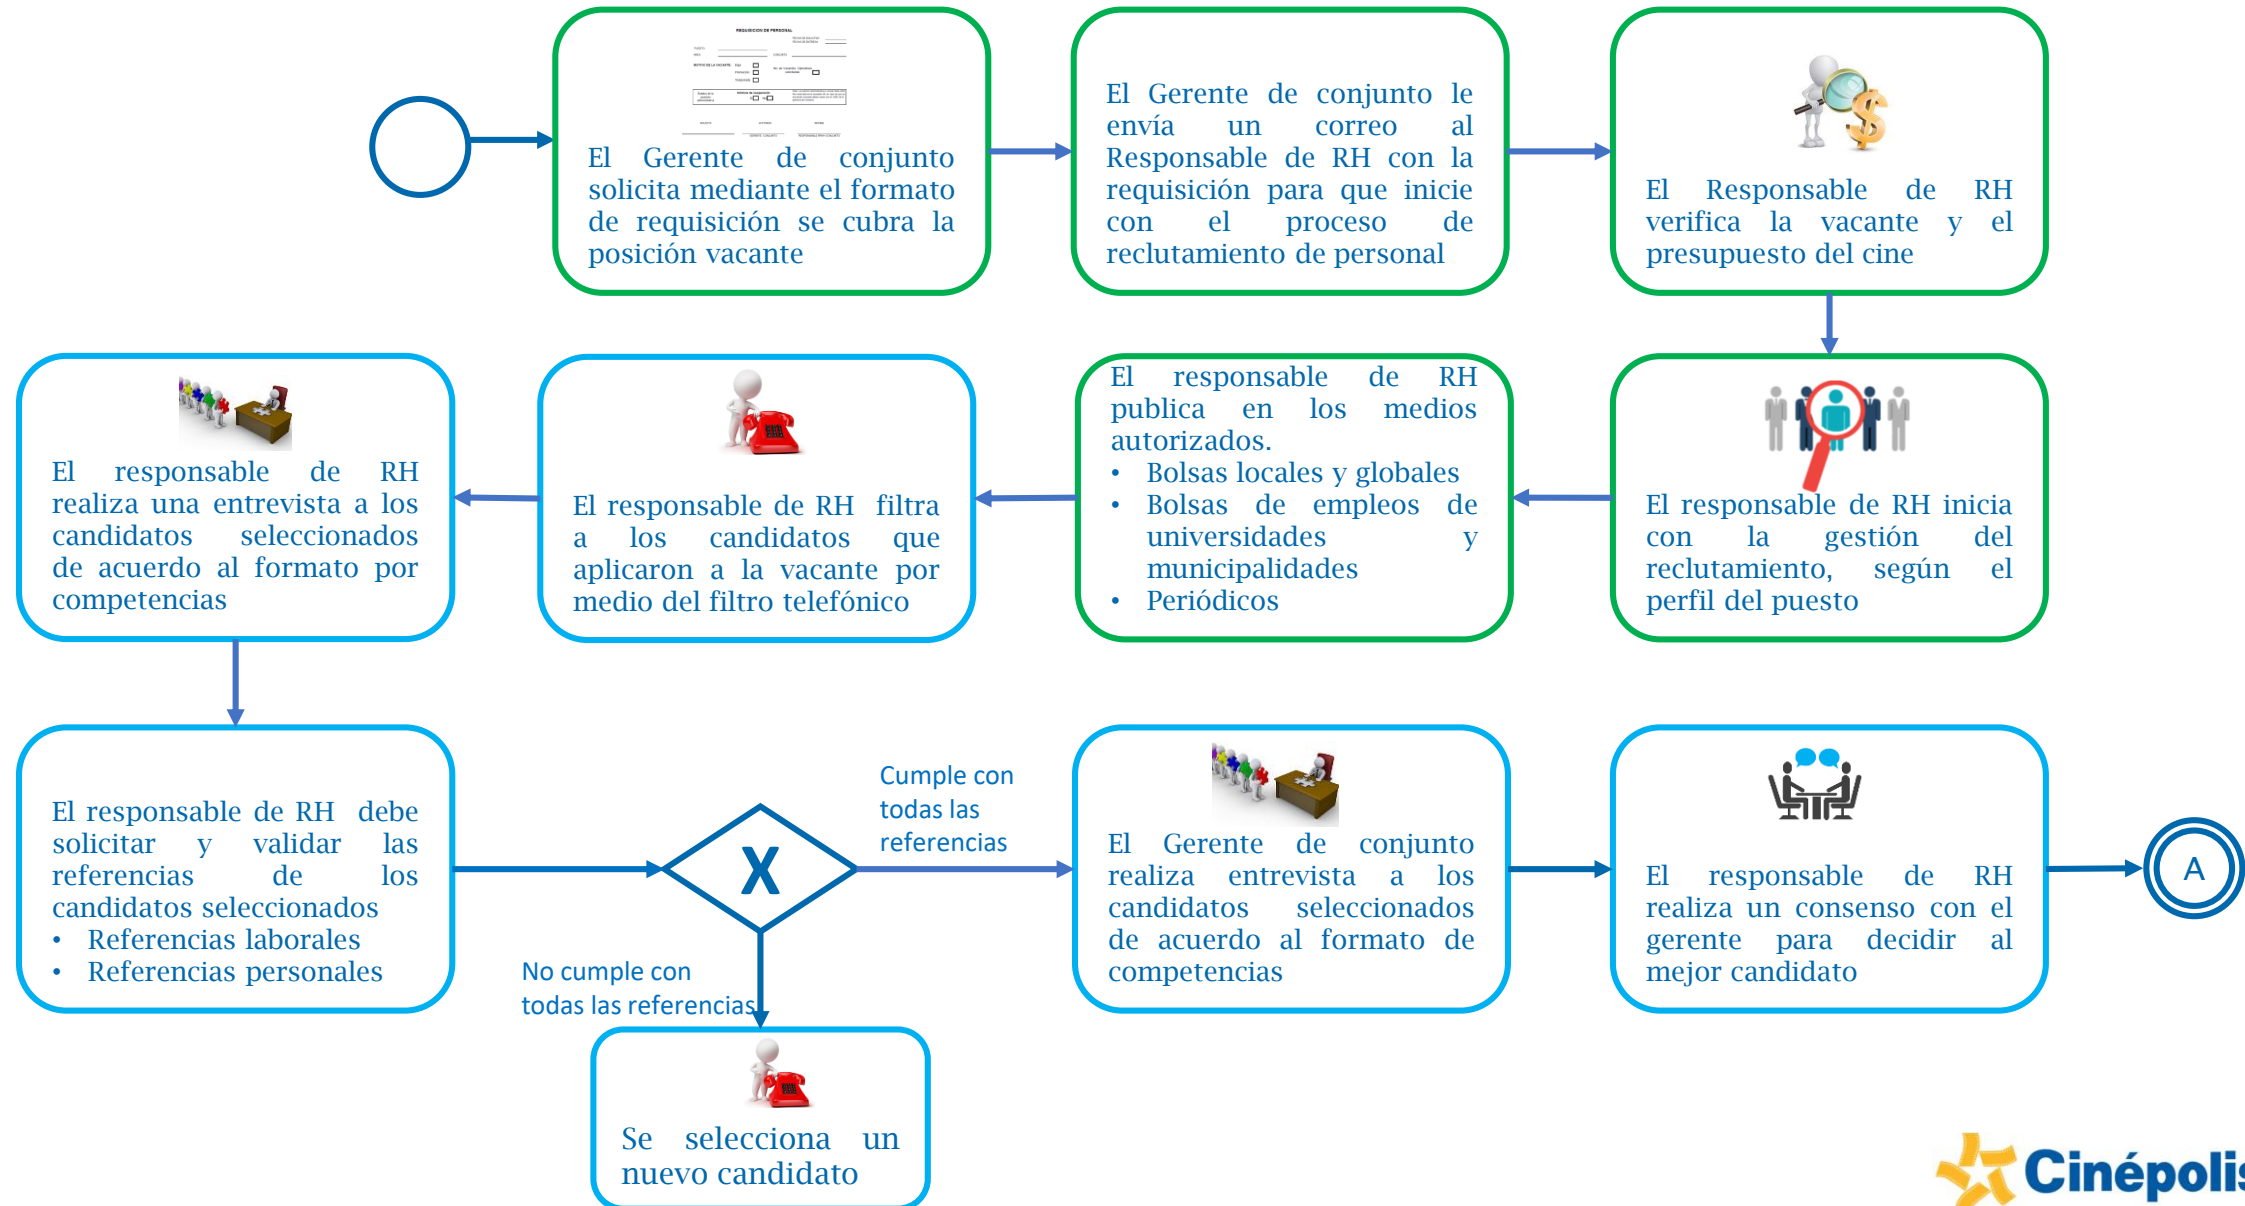 REQUISICION DE PERSONAL
MOTIVO DE LA VACANTE:
El Gerente de conjunto
solicita mediante el formato
de requisición se cubra la
posición vacante
El Gerente de conjunto le
envía un correo al
Responsable de RH con la
requisición para que inicie
con el proceso de
reclutamiento de personal
El Responsable de RH
verifica la vacante y el
presupuesto del cine
El responsable de RH
realiza una entrevista a los
candidatos seleccionados
de acuerdo al formato por
competencias
El responsable de RH filtra
a los candidatos que
aplicaron a la vacante por
medio del filtro telefónico
El responsable de RH
publica en los medios
autorizados.
• Bolsas locales y globales
• Bolsas de empleos de
universidades y
municipalidades
• Periódicos
El responsable de RH inicia
con la gestión del
reclutamiento, según el
perfil del puesto
El responsable de RH debe
solicitar y validar las
referencias de los
candidatos seleccionados
• Referencias laborales
• Referencias personales
X
Cumple con
todas las
referencias
No cumple con
todas las referencias
Se selecciona un
nuevo candidato
El Gerente de conjunto
realiza entrevista a los
candidatos seleccionados
de acuerdo al formato de
competencias
El responsable de RH
realiza un consenso con el
gerente para decidir al
mejor candidato
A
Cinépolis